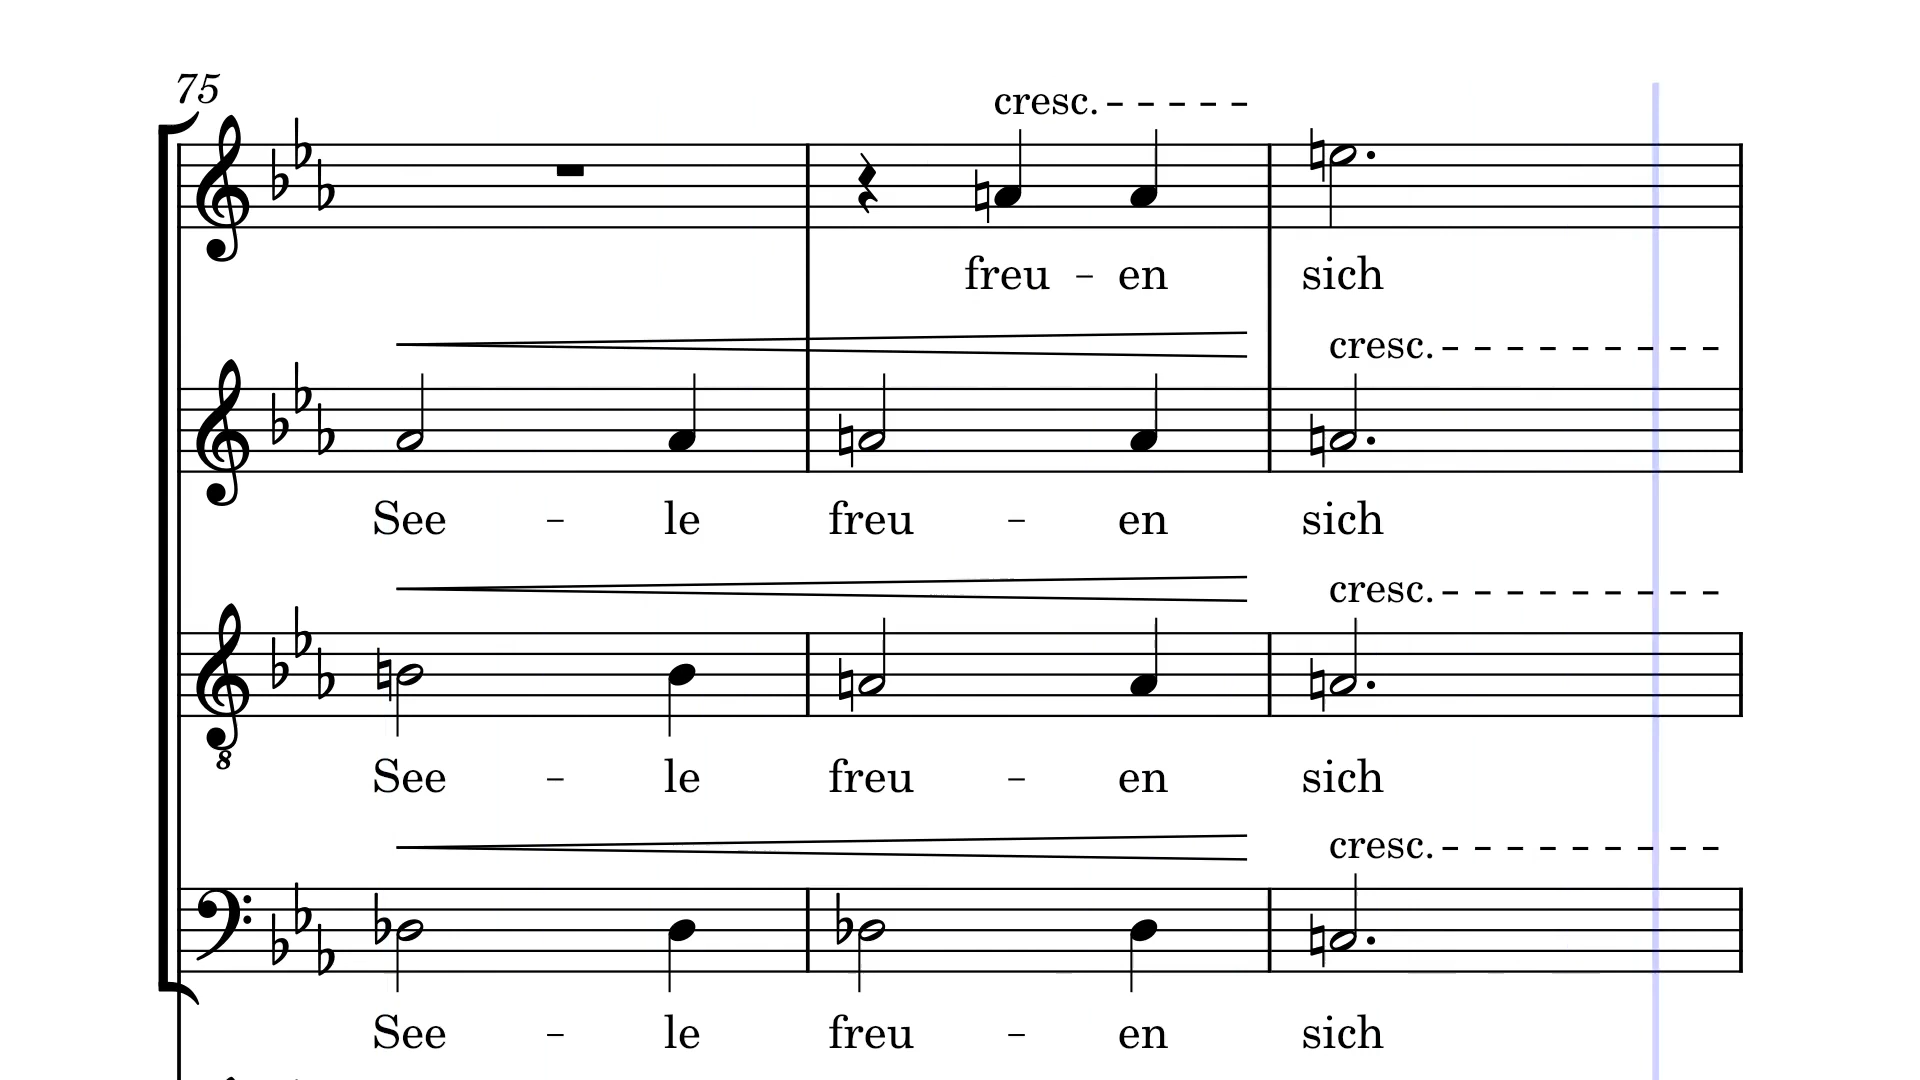 75
cresc.
freu - en sich
cresc.
See - le freu - en sich
cresc.
8
See - le freu - en sich
cresc.
See - le freu - en sich